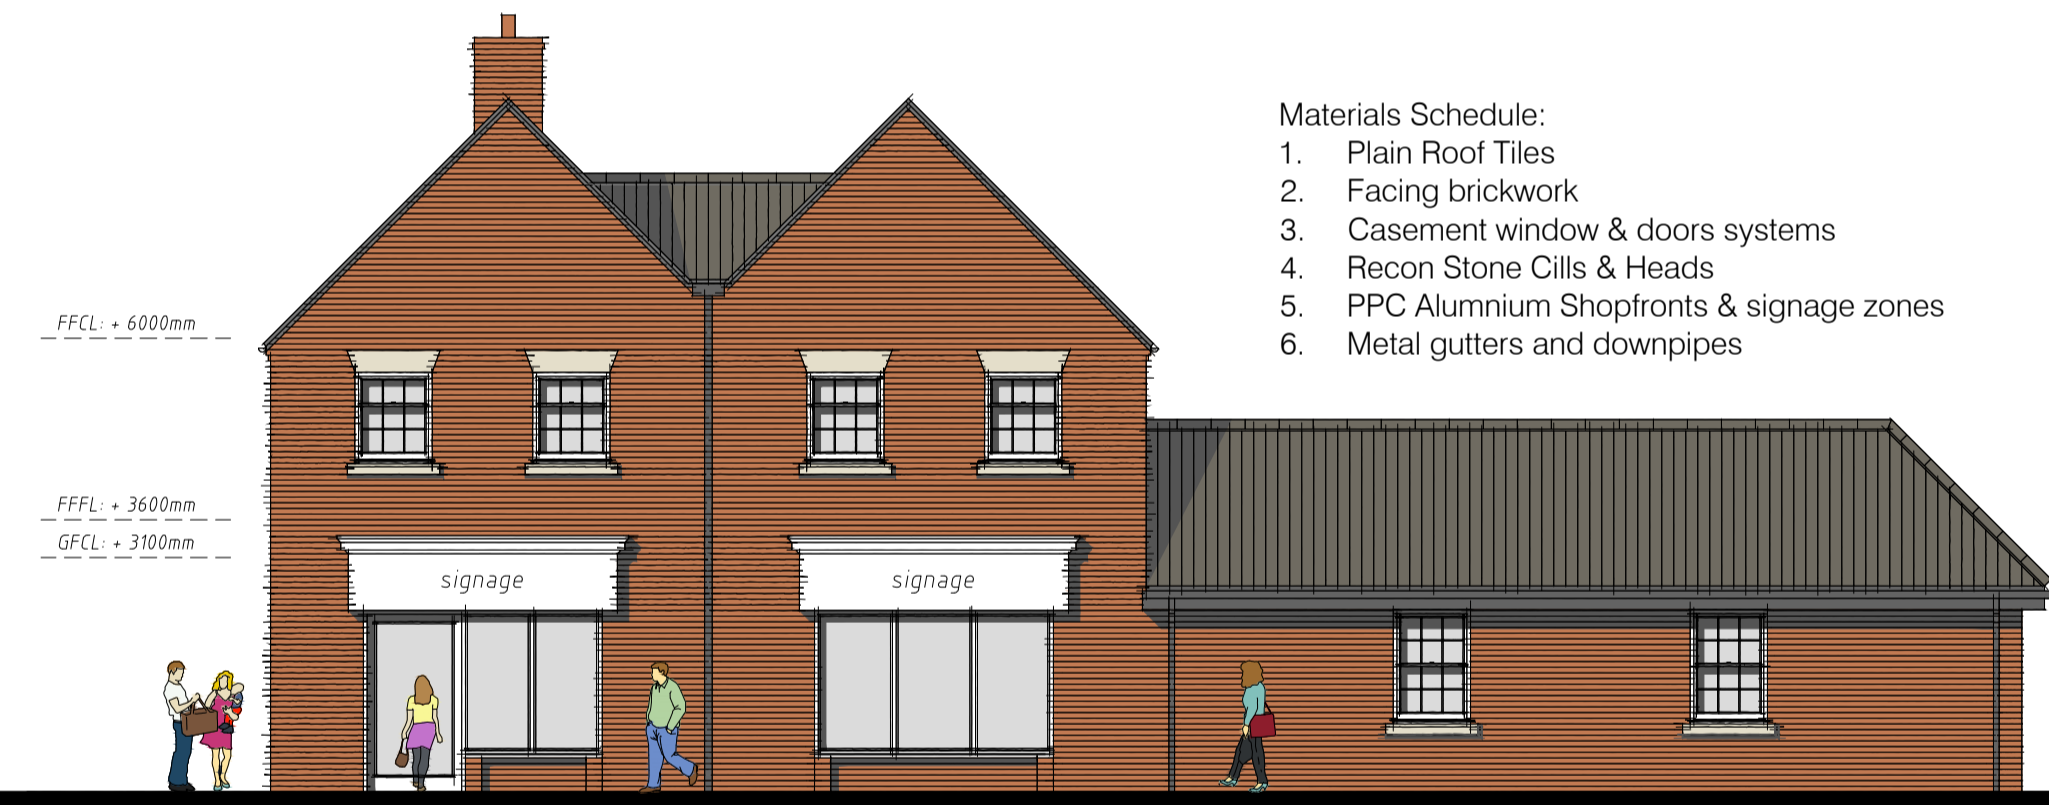 Materials Schedule:
1. Plain Roof Tiles
2. Facing brickwork
3. Casement window & doors systems
4. Recon Stone Cills & Heads
5. PPC Alumnium Shopfronts & signage zones
6. Metal gutters and downpipes
FFCL: + 6000mm
FFFL: + 3600mm
GFCL: + 3100mm
signage
signage